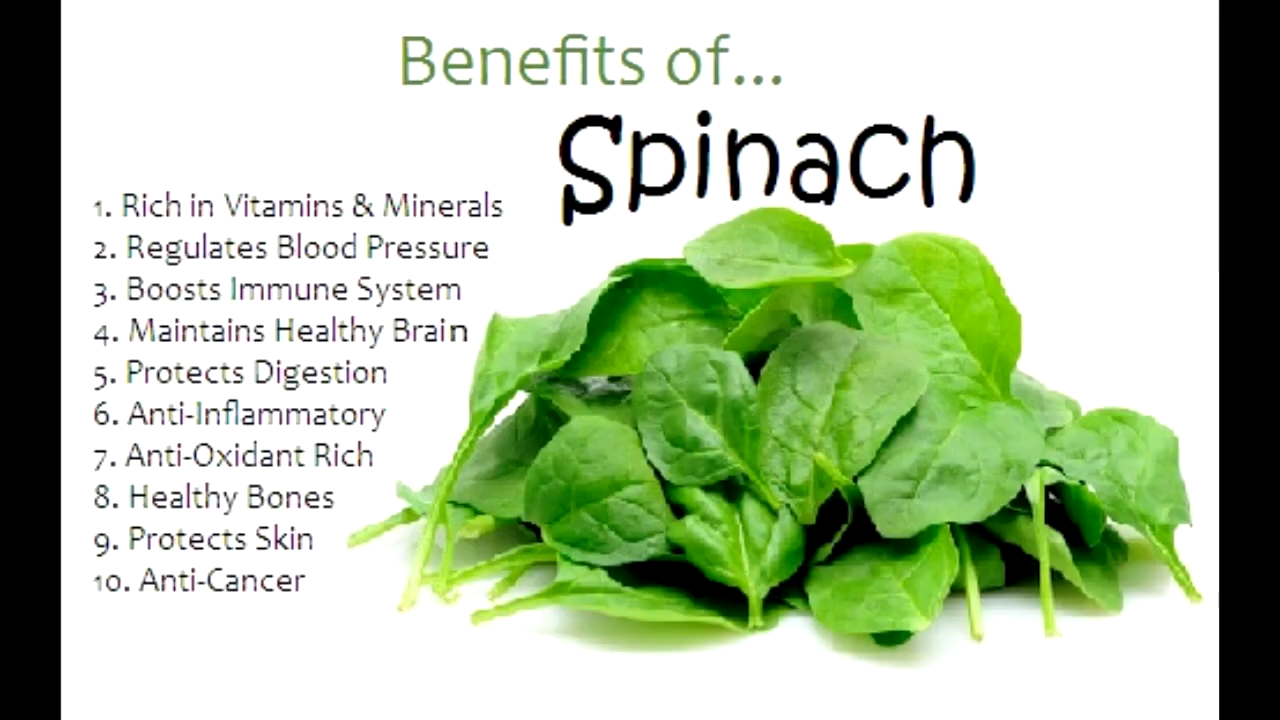 Benefits of...
Spinach
1. Rich in Vitamins & Minerals
2. Regulates Blood Pressure
3. Boosts Immune System
4. Maintains Healthy Brain
5. Protects Digestion
6. Anti-Inflammatory
7. Anti-Oxidant Rich
8. Healthy Bones
9. Protects Skin
10. Anti-Cancer